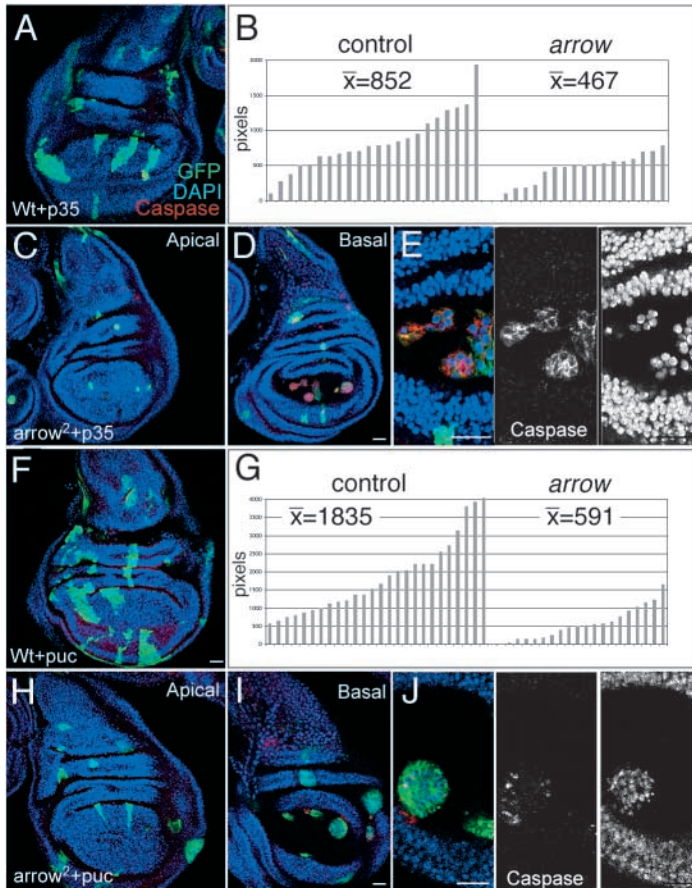 A
GFP
DAPI
Caspase
Wt+p35
B
control
arrow
x̅=852
x̅=467
pixels
2000
1500
1000
500
0
C
Apical
arrow²+p35
D
Basal
E
Caspase
F
Wt+puc
G
control
arrow
x̅=1835
x̅=591
pixels
4000
3500
3000
2500
2000
1500
1000
500
0
H
Apical
arrow²+puc
I
Basal
J
Caspase